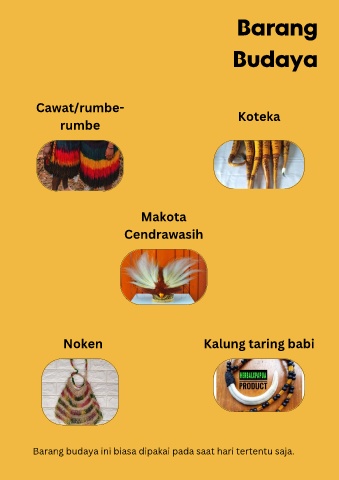 Barang
Budaya
Cawat/rumbe-
rumbe
Koteka
Makota
Cendrawasih
Noken
Kalung taring babi
HERBALSPAPUA
PRODUCT
Barang budaya ini biasa dipakai pada saat hari tertentu saja.